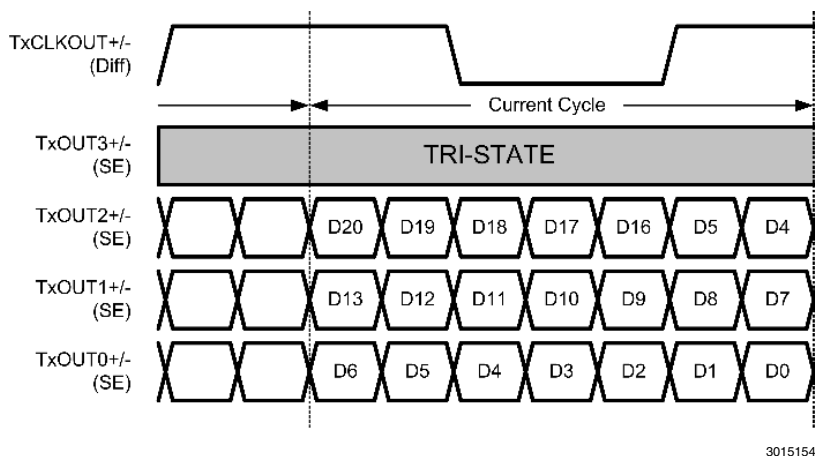 TxCLKOUT+/-
(Diff)
Current Cycle
TxOUT3+/-
(SE)
TRI-STATE
TxOUT2+/-
(SE)
D20 D19 D18 D17 D16 D5 D4
TxOUT1+/-
(SE)
D13 D12 D11 D10 D9 D8 D7
TxOUT0+/-
(SE)
D6 D5 D4 D3 D2 D1 D0
3015154